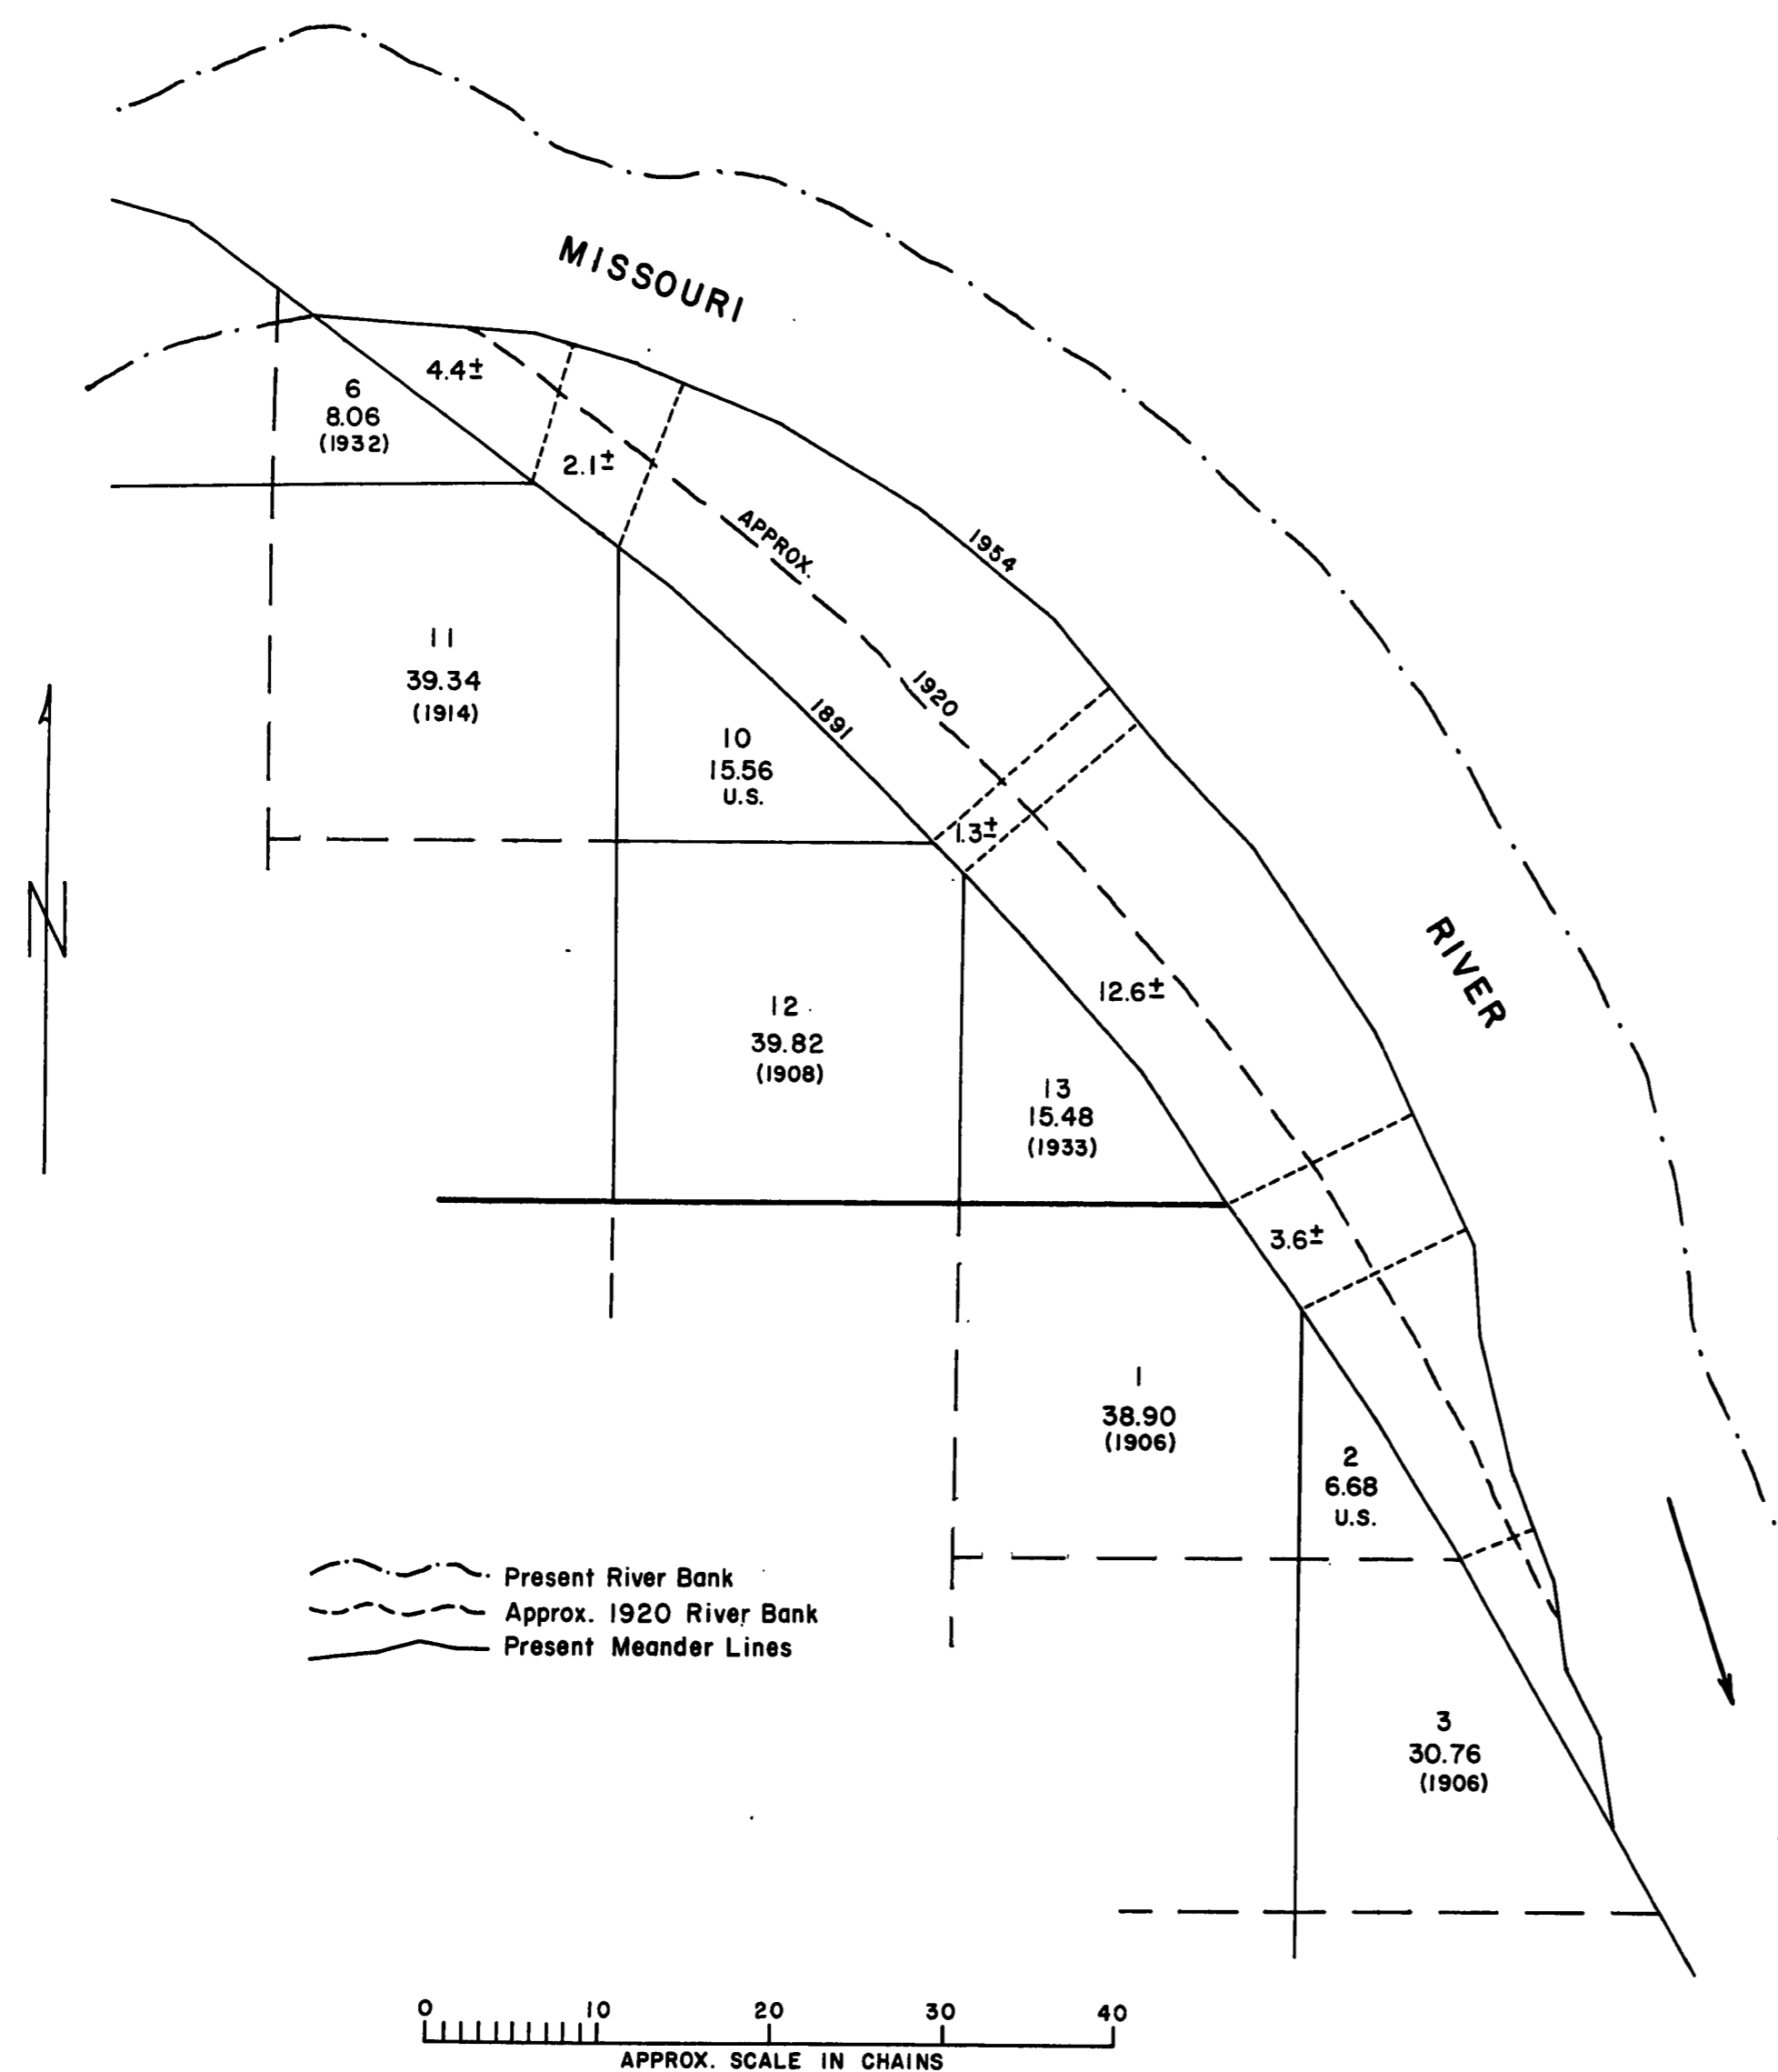 MISSOURI
4.4±
6
8.06
(1932)
2.1±
APPROX.
1954
11
39.34
(1914)
1920
1891
10
15.56
U.S.
1.3±
RIVER
N
12.6±
12
39.82
(1908)
13
15.48
(1933)
3.6±
1
38.90
(1906)
2
6.68
U.S.
Present River Bank
Approx. 1920 River Bank
Present Meander Lines
3
30.76
(1906)
0 10 20 30 40
APPROX. SCALE IN CHAINS